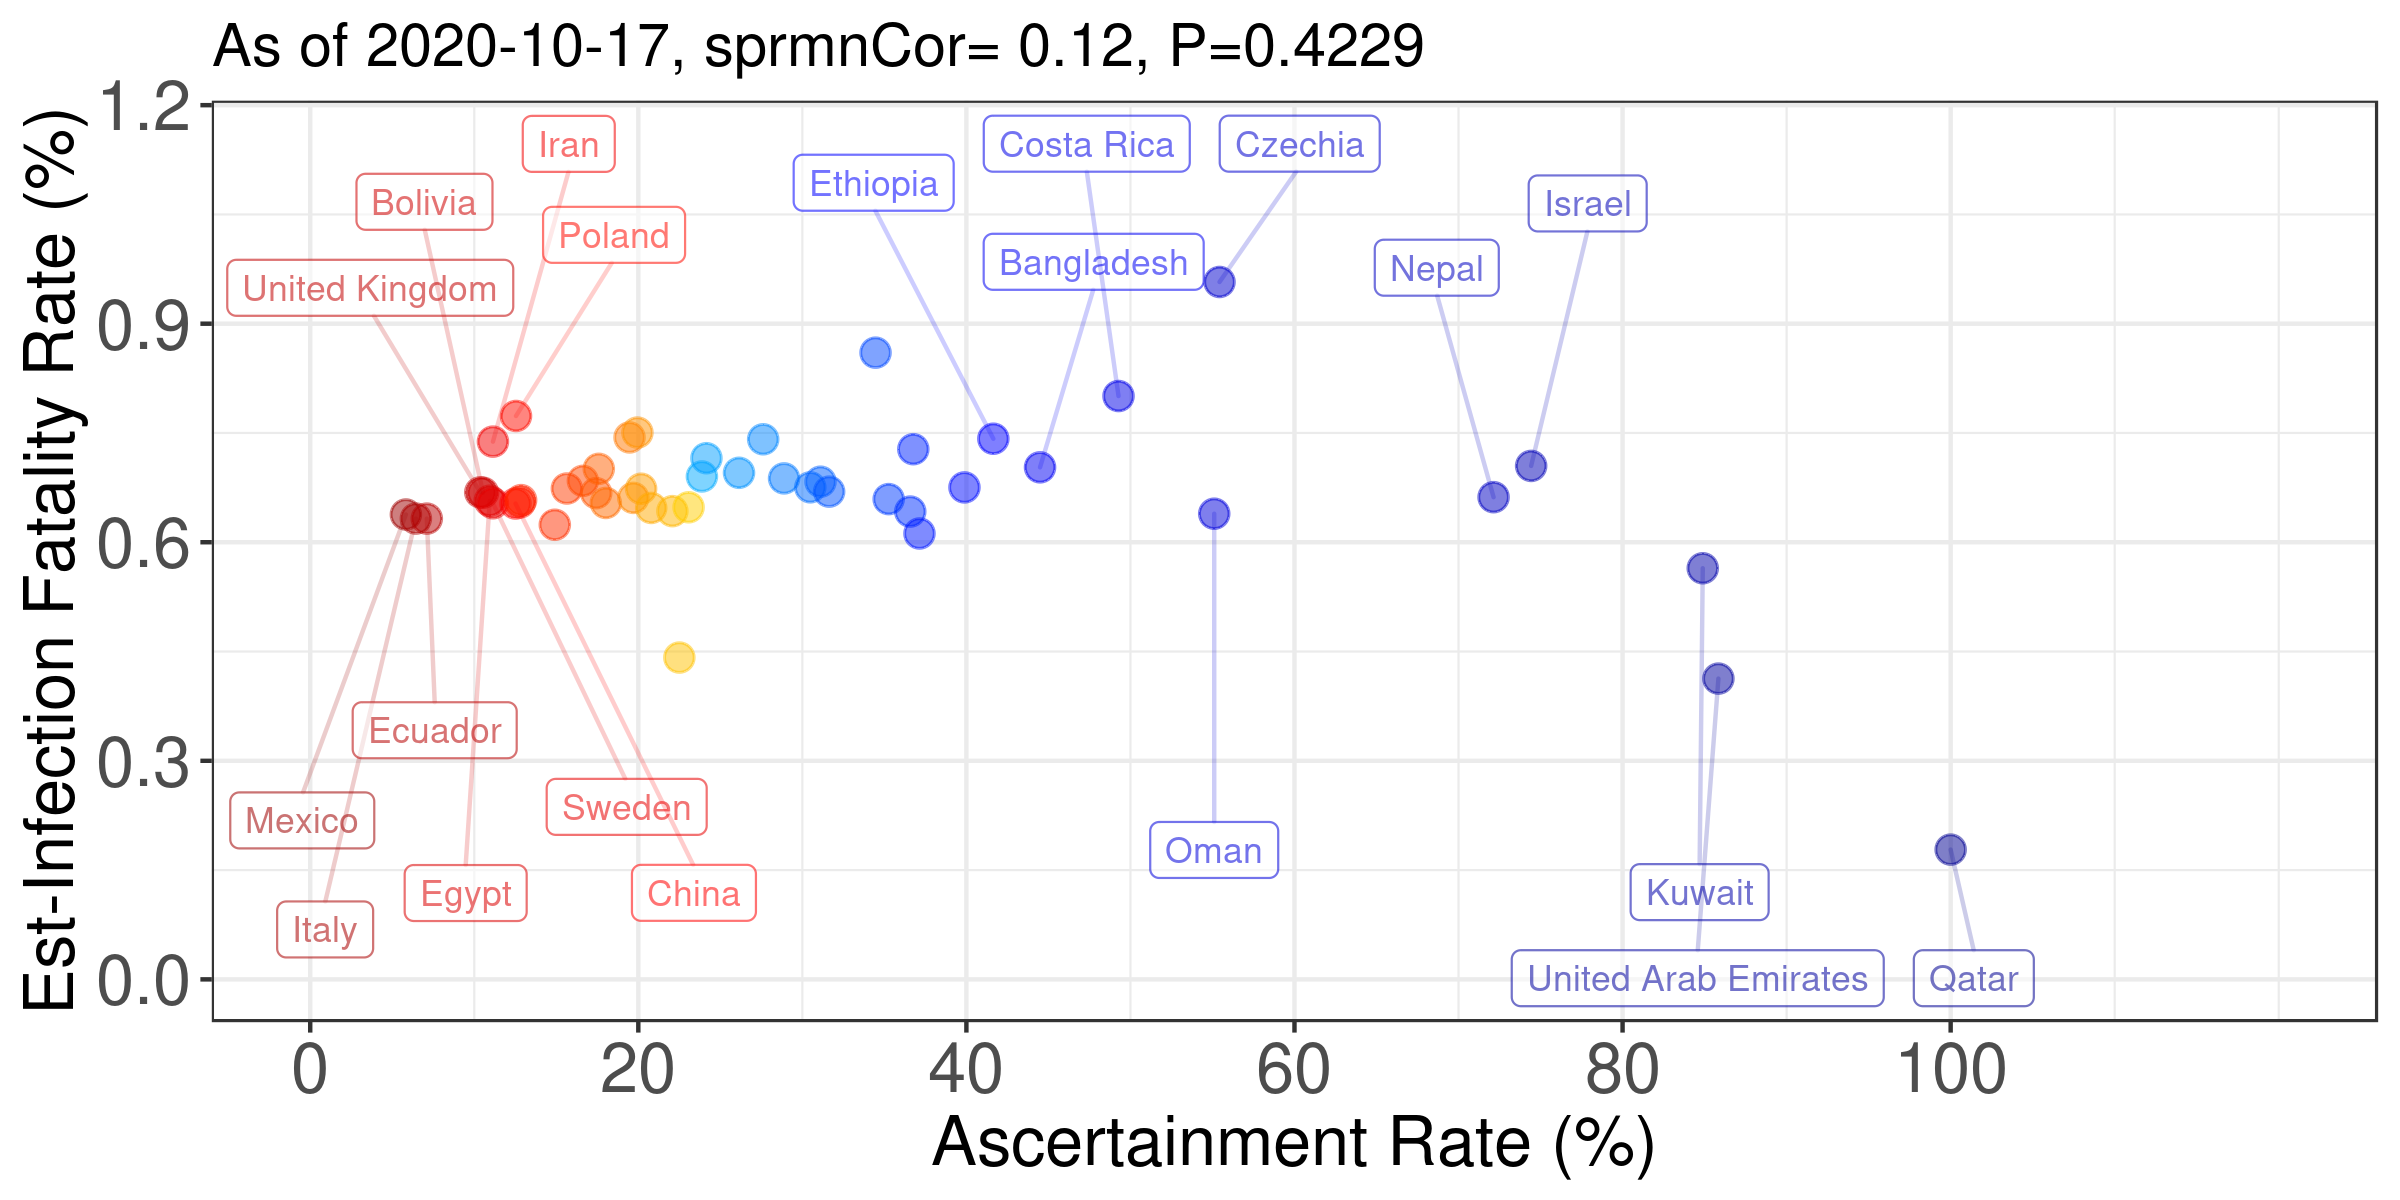 As of 2020-10-17, sprmnCor= 0.12, P=0.4229
Est-Infection Fatality Rate (%)
1.2
0.9
0.6
0.3
0.0
Iran
Costa Rica
Czechia
Ethiopia
Bolivia
Israel
Poland
Bangladesh
Nepal
United Kingdom
Ecuador
Sweden
Mexico
Oman
Egypt
China
Kuwait
Italy
United Arab Emirates
Qatar
0
20
40
60
80
100
Ascertainment Rate (%)